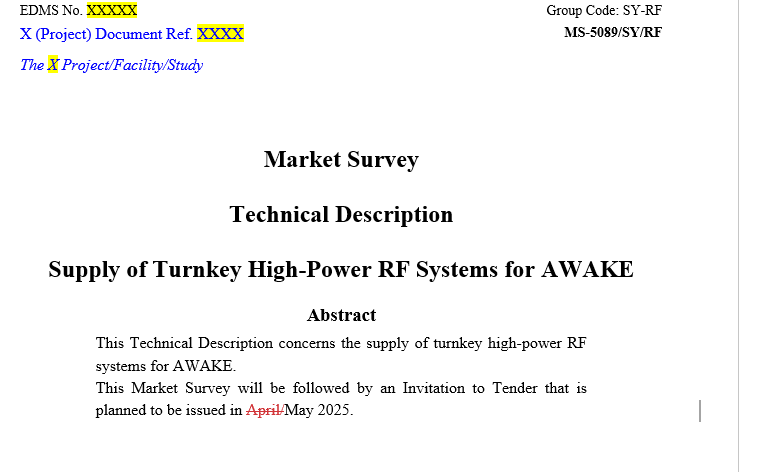 EDMS No. XXXXX
Group Code: SY-RF
X (Project) Document Ref. XXXX
MS-5089/SY/RF
The X Project/Facility/Study
Market Survey
Technical Description
Supply of Turnkey High-Power RF Systems for AWAKE
Abstract
This Technical Description concerns the supply of turnkey high-power RF
systems for AWAKE.
This Market Survey will be followed by an Invitation to Tender that is
planned to be issued in April/May 2025.